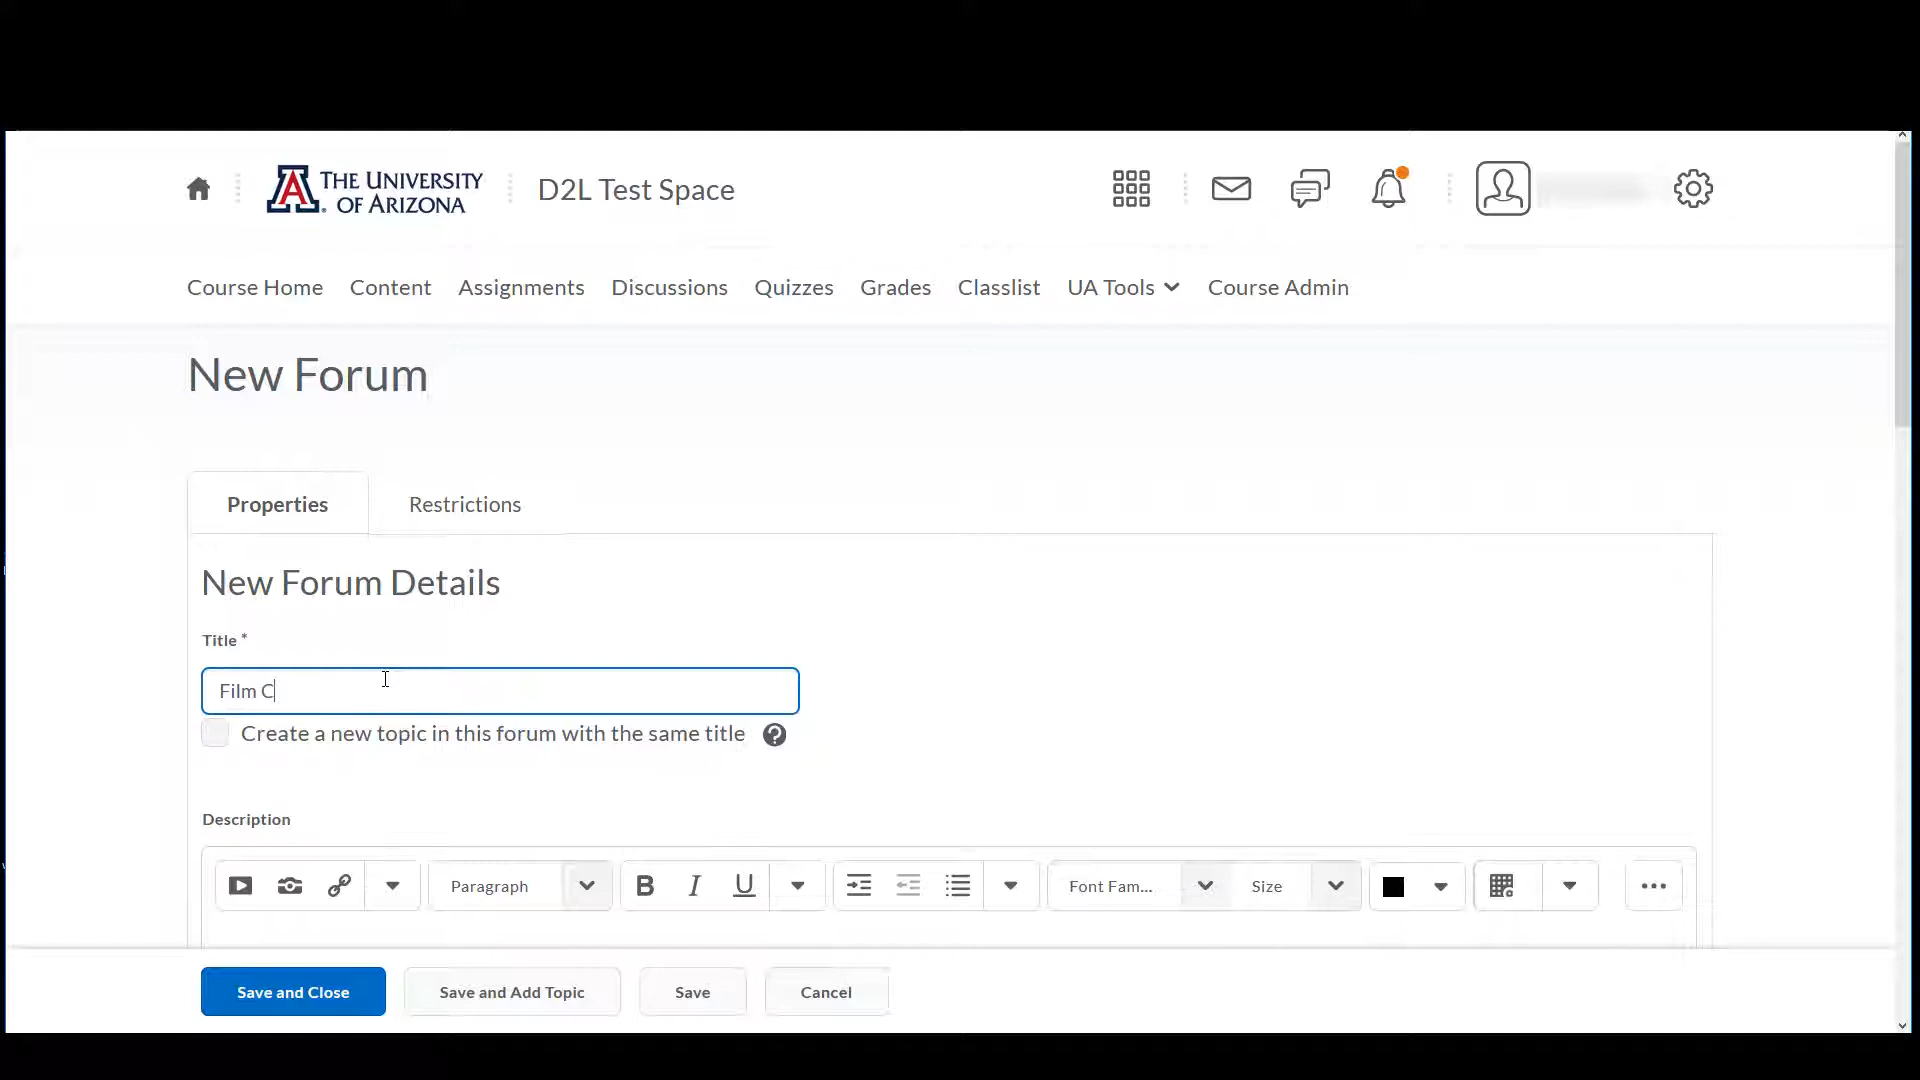 THE UNIVERSITY
OF ARIZONA
D2L Test Space
Course Home Content Assignments Discussions Quizzes Grades Classlist UA Tools Course Admin
New Forum
Properties Restrictions
New Forum Details
Title *
Film C
Create a new topic in this forum with the same title
Description
Paragraph B I U Font Fam... Size
Save and Close Save and Add Topic Save Cancel